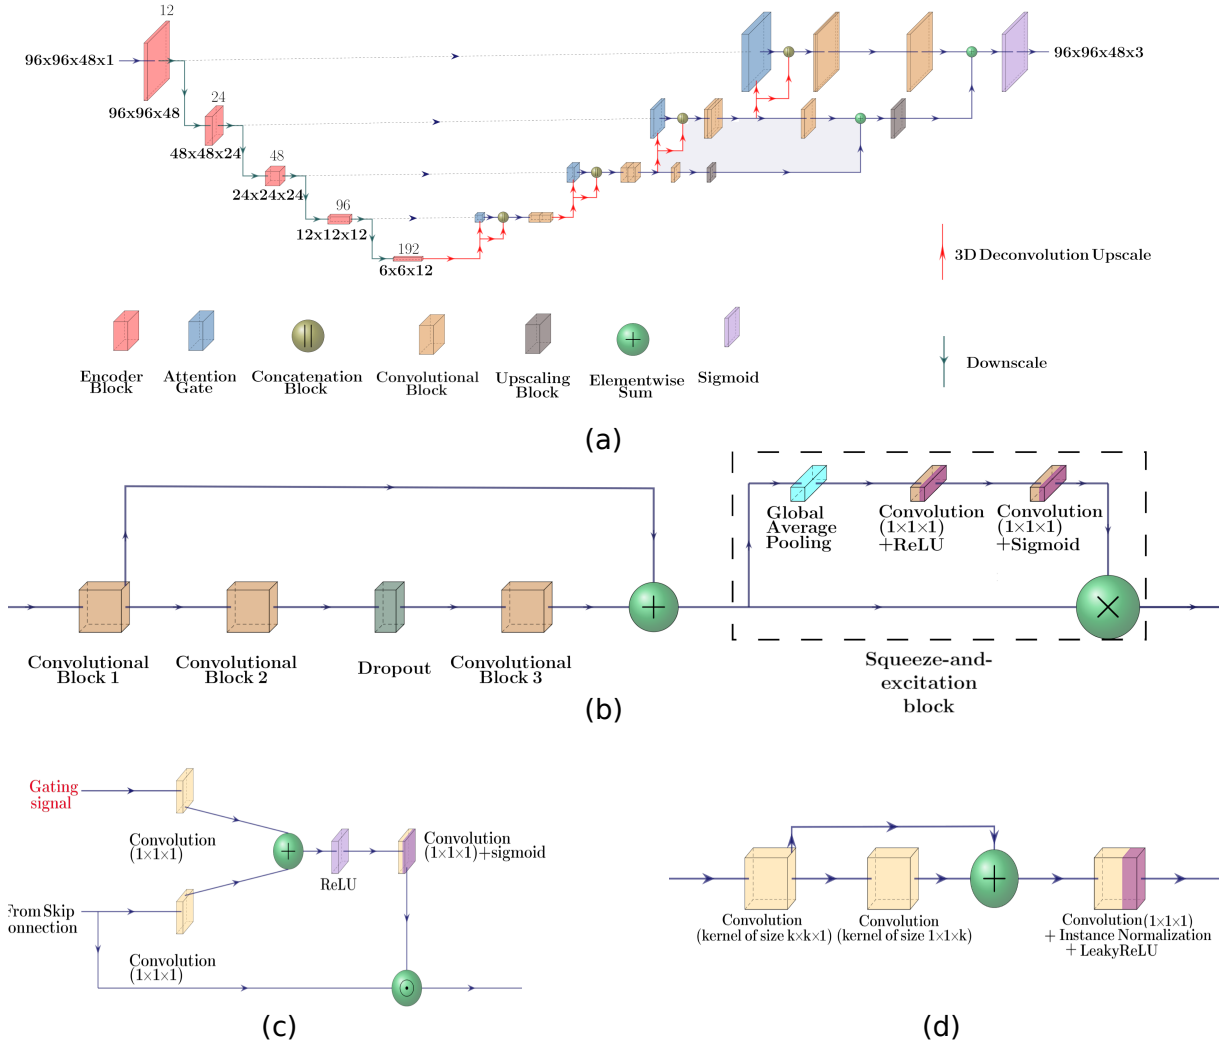 12
96x96x48x1
96x96x48
24
48x48x24
48
24x24x24
96
12x12x12
192
6x6x12
96x96x48x3
3D Deconvolution Upscale
Downscale
Encoder
Block
Attention
Gate
Concatenation
Block
Convolutional
Block
Upscaling
Block
Elementwise
Sum
Sigmoid
(a)
Global
Average
Pooling
Convolution
(1×1×1)
+ReLU
Convolution
(1×1×1)
+Sigmoid
Convolutional
Block 1
Convolutional
Block 2
Dropout
Convolutional
Block 3
Squeeze-and-
excitation
block
(b)
Gating
signal
Convolution
(1×1×1)
ReLU
Convolution
(1×1×1)+sigmoid
From Skip
onnection
Convolution
(1×1×1)
(c)
Convolution
(kernel of size k×k×1)
Convolution
(kernel of size 1×1×k)
Convolution (1×1×1)
+ Instance Normalization
+ LeakyReLU
(d)